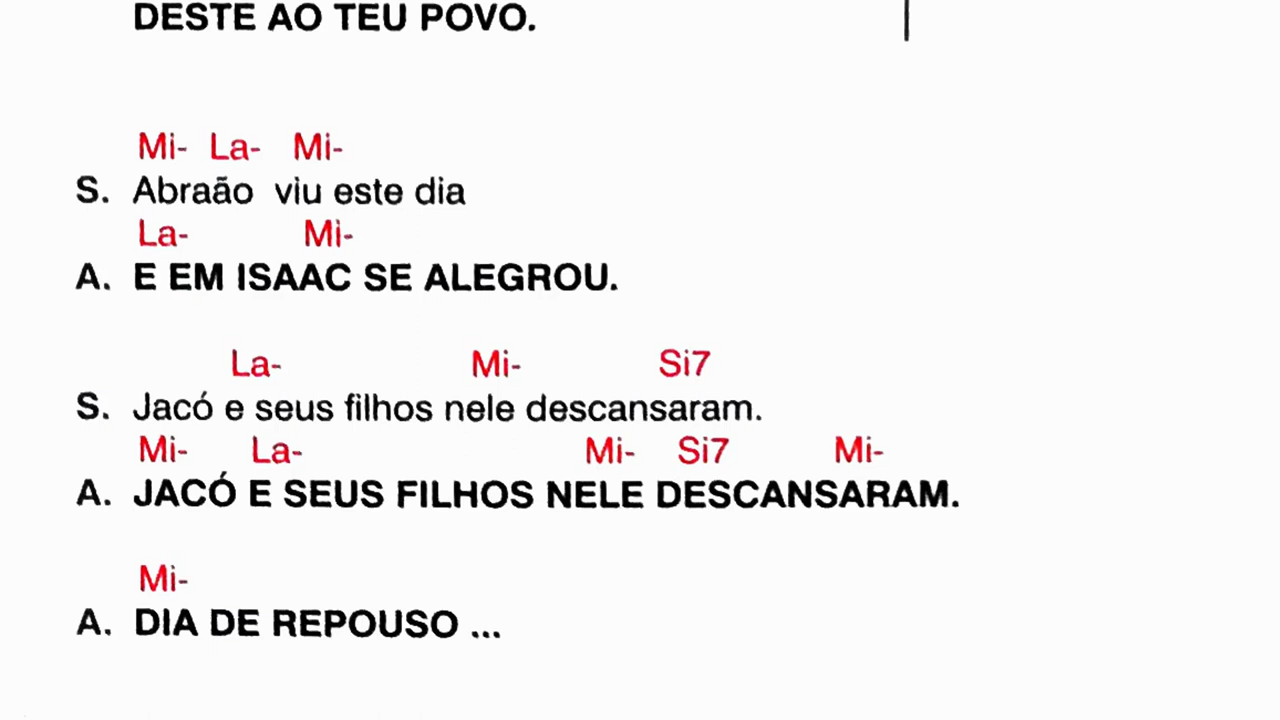 DESTE AO TEU POVO.
Mi- La- Mi-
S. Abraão viu este dia
La- Mi-
A. E EM ISAAC SE ALEGROU.
La- Mi- Si7
S. Jacó e seus filhos nele descansaram.
Mi- La- Mi- Si7 Mi-
A. JACÓ E SEUS FILHOS NELE DESCANSARAM.
Mi-
A. DIA DE REPOUSO ...